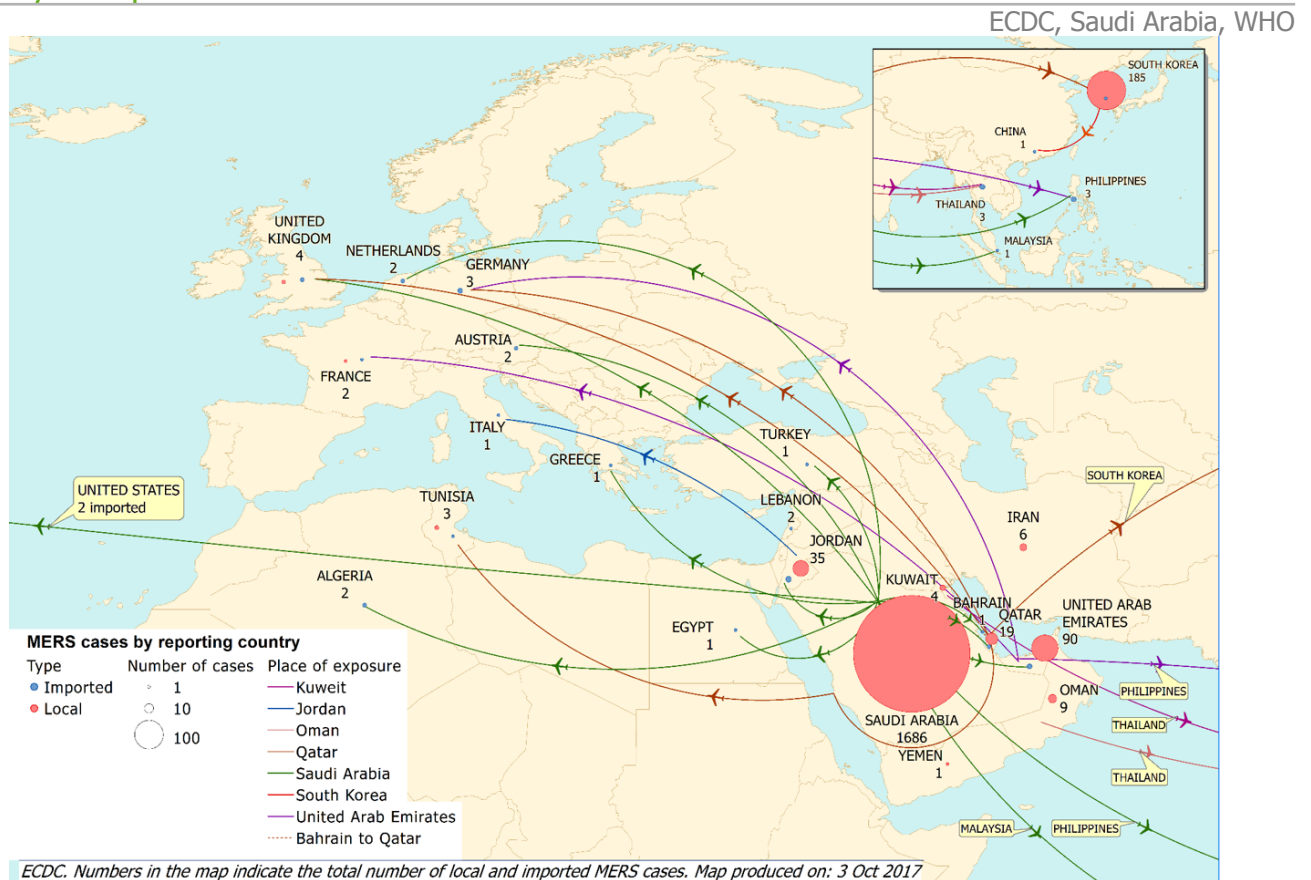 ECDC, Saudi Arabia, WHO
SOUTH KOREA
185
CHINA
1
PHILIPPINES
3
THAILAND
3
MALAYSIA
1
UNITED
KINGDOM
4
NETHERLANDS
2
GERMANY
3
AUSTRIA
2
FRANCE
2
ITALY
1
GREECE
1
TURKEY
1
UNITED STATES
2 imported
TUNISIA
3
LEBANON
2
SOUTH KOREA
IRAN
6
JORDAN
35
ALGERIA
2
KUWAIT
4
BAHRAIN
1
QATAR
19
UNITED ARAB
EMIRATES
90
EGYPT
1
OMAN
9
PHILIPPINES
THAILAND
SAUDI ARABIA
1686
YEMEN
1
THAILAND
MALAYSIA
PHILIPPINES
MERS cases by reporting country
Type
Imported
Local
Number of cases
1
10
100
Place of exposure
Kuweit
Jordan
Oman
Qatar
Saudi Arabia
South Korea
United Arab Emirates
Bahrain to Qatar
ECDC. Numbers in the map indicate the total number of local and imported MERS cases. Map produced on: 3 Oct 2017